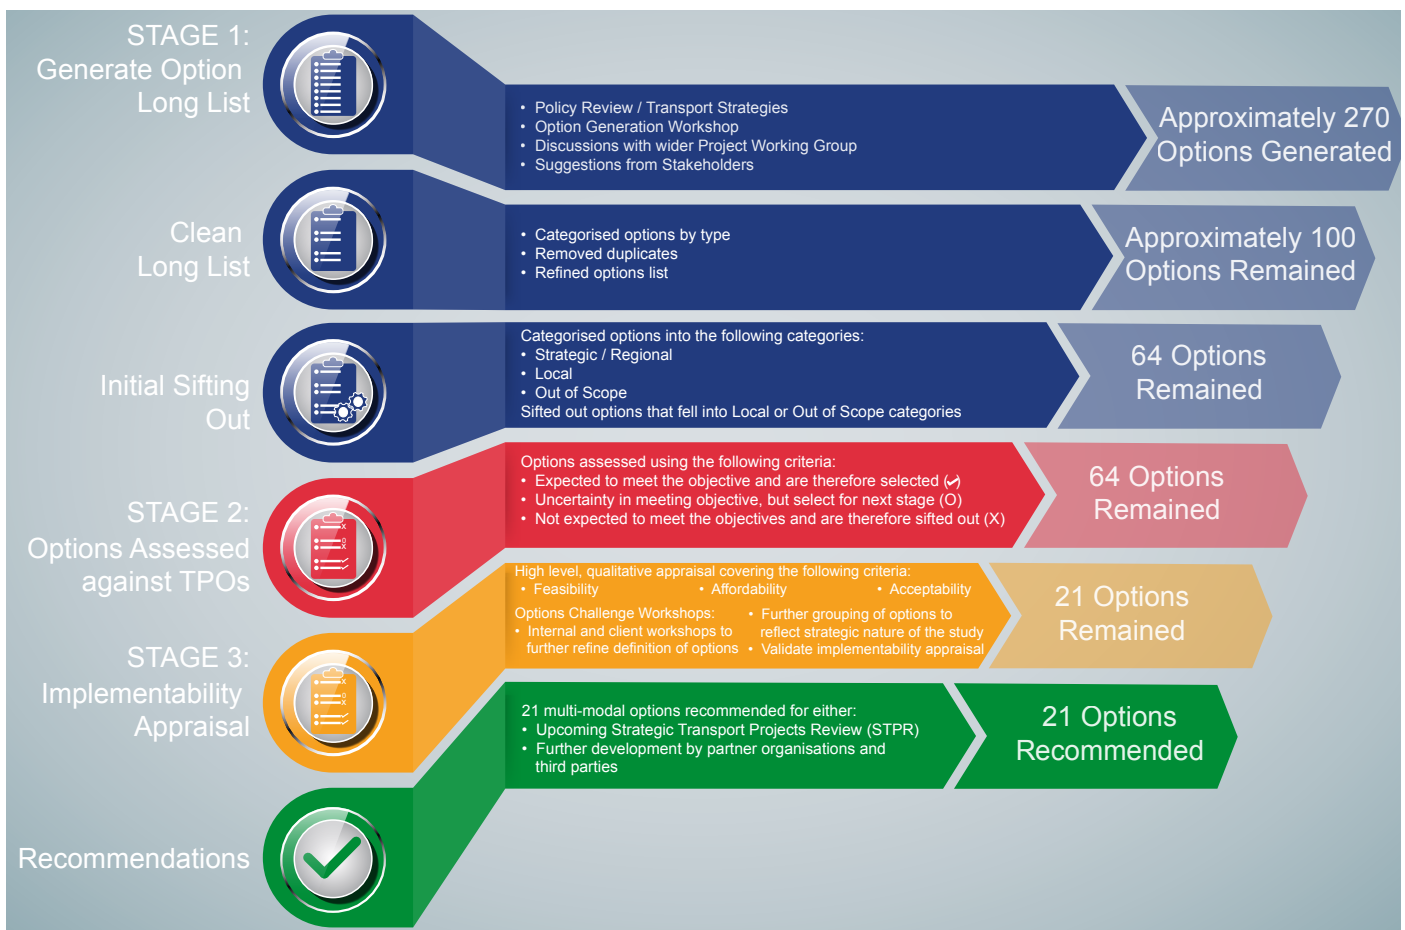 STAGE 1:
Generate Option
Long List
• Policy Review / Transport Strategies
• Option Generation Workshop
• Discussions with wider Project Working Group
• Suggestions from Stakeholders
Approximately 270
Options Generated
Clean
Long List
• Categorised options by type
• Removed duplicates
• Refined options list
Approximately 100
Options Remained
Initial Sifting
Out
Categorised options into the following categories:
• Strategic / Regional
• Local
• Out of Scope
Sifted out options that fell into Local or Out of Scope categories
64 Options
Remained
STAGE 2:
Options Assessed
against TPOs
Options assessed using the following criteria:
• Expected to meet the objective and are therefore selected (✓)
• Uncertainty in meeting objective, but select for next stage (O)
• Not expected to meet the objectives and are therefore sifted out (X)
64 Options
Remained
STAGE 3:
Implementability
Appraisal
High level, qualitative appraisal covering the following criteria:
• Feasibility • Affordability • Acceptability
Options Challenge Workshops:
• Internal and client workshops to
further refine definition of options
• Further grouping of options to
reflect strategic nature of the study
• Validate implementability appraisal
21 Options
Remained
Recommendations
21 multi-modal options recommended for either:
• Upcoming Strategic Transport Projects Review (STPR)
• Further development by partner organisations and
third parties
21 Options
Recommended